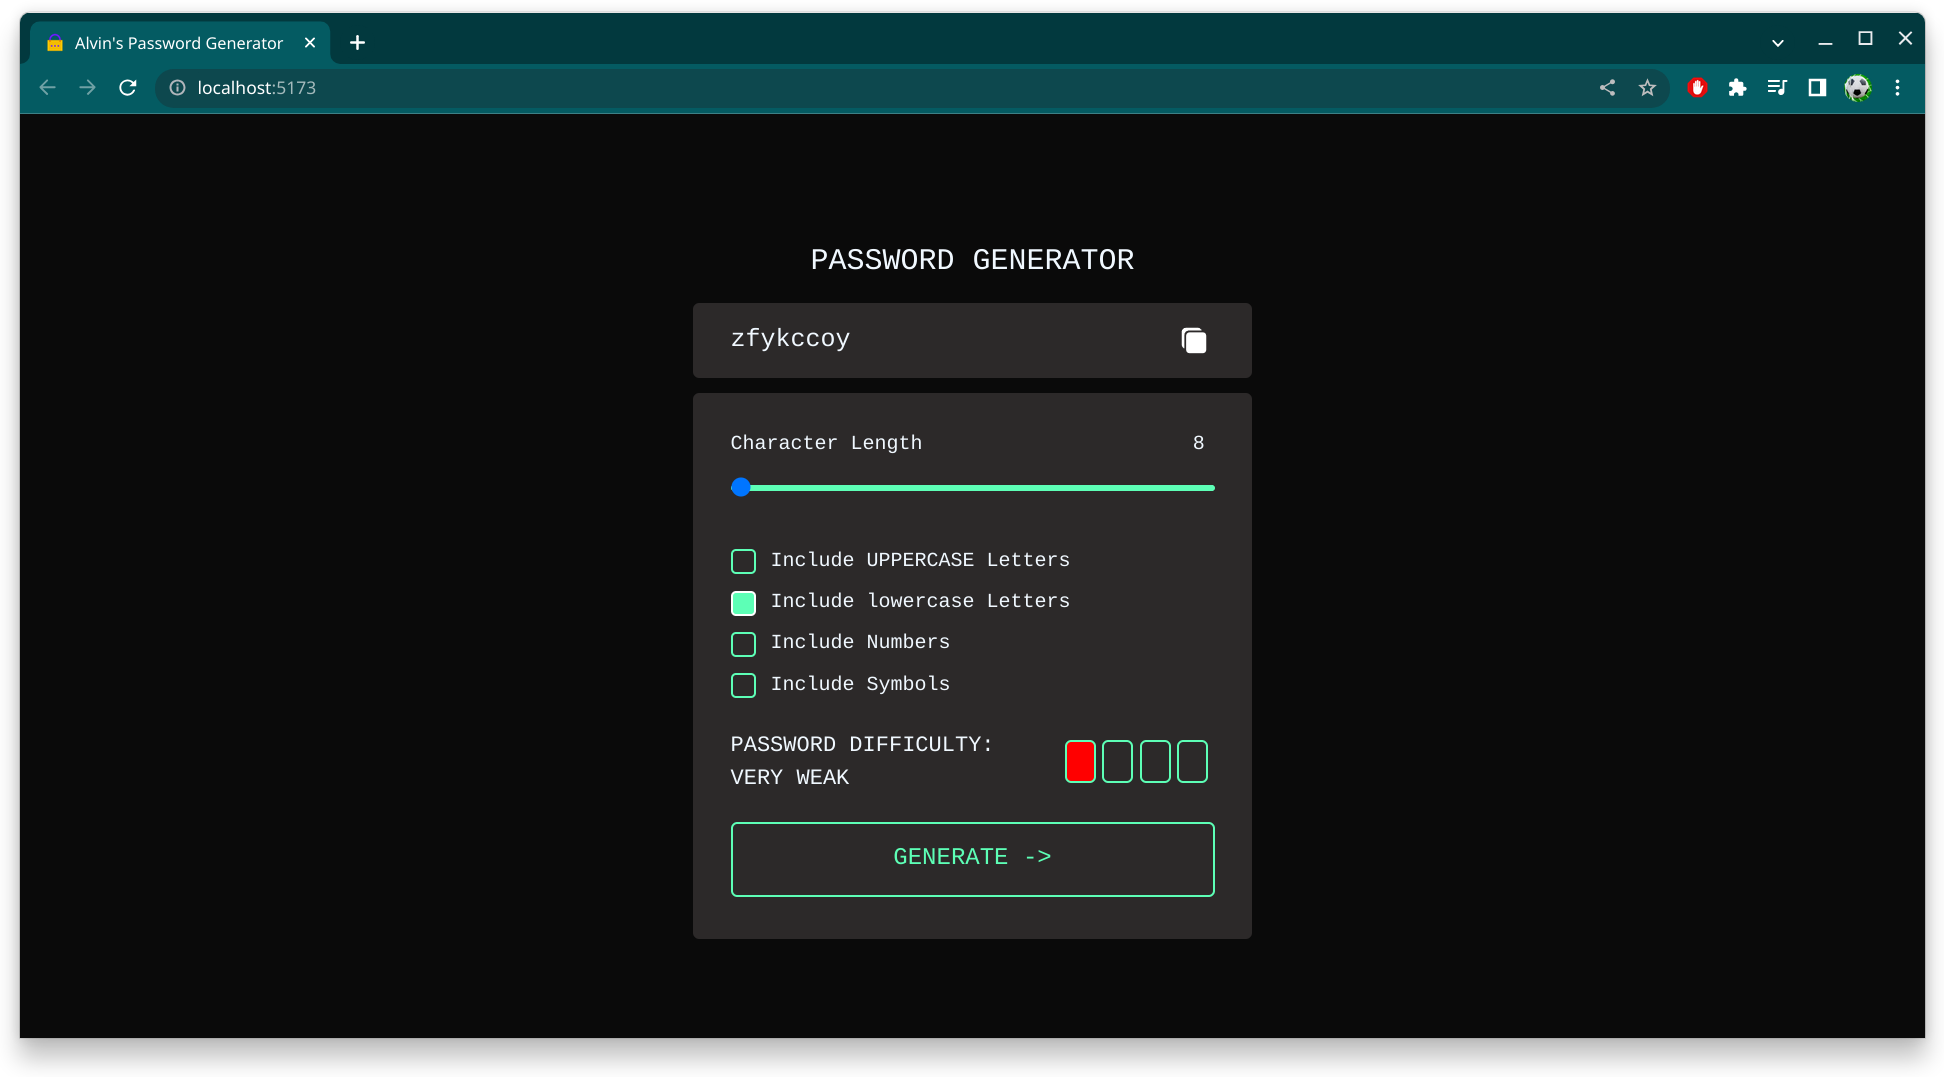 Alvin's Password Generator
localhost:5173
PASSWORD GENERATOR
zfykccoy
Character Length 8
Include UPPERCASE Letters
Include lowercase Letters
Include Numbers
Include Symbols
PASSWORD DIFFICULTY:
VERY WEAK
GENERATE ->